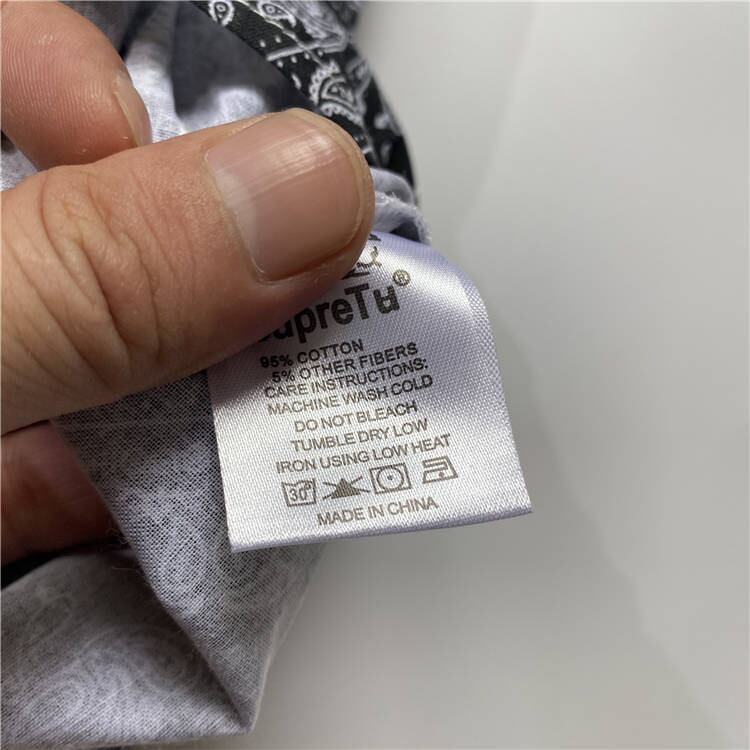 95% COTTON
5% OTHER FIBERS
CARE INSTRUCTIONS:
MACHINE WASH COLD
DO NOT BLEACH
TUMBLE DRY LOW
IRON USING LOW HEAT
30°
MADE IN CHINA